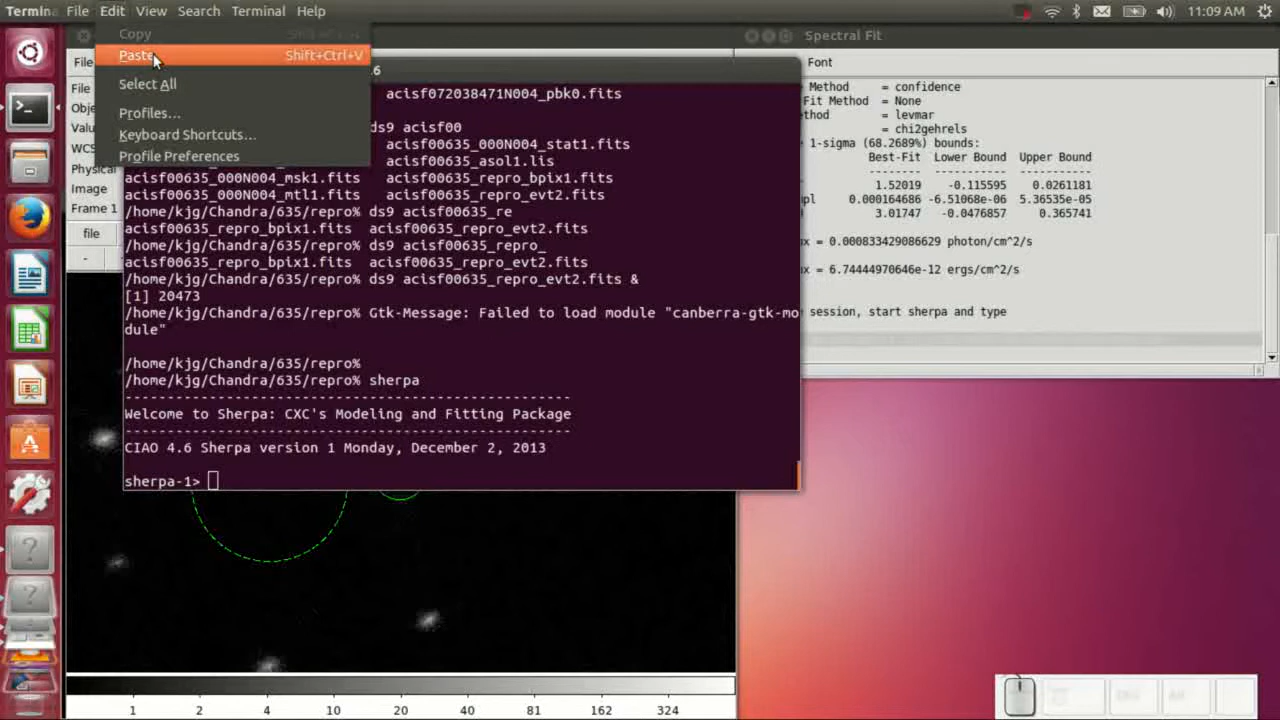 Termina File Edit View Search Terminal Help 11:09 AM
Copy
Paste Shift+Ctrl+V
Select All
Profiles…
Keyboard Shortcuts…
Profile Preferences
File
File
Obje
Valu
WCS
Physical
Image
Frame 1
file
-
6
acisf072038471N004_pbk0.fits
ds9 acisf00
acisf00635_000N004_stat1.fits
acisf00635_asol1.lis
acisf00635_000N004_msk1.fits acisf00635_repro_bpix1.fits
acisf00635_000N004_mtl1.fits acisf00635_repro_evt2.fits
/home/kjg/Chandra/635/repro% ds9 acisf00635_re
acisf00635_repro_bpix1.fits acisf00635_repro_evt2.fits
/home/kjg/Chandra/635/repro% ds9 acisf00635_repro_
acisf00635_repro_bpix1.fits acisf00635_repro_evt2.fits
/home/kjg/Chandra/635/repro% ds9 acisf00635_repro_evt2.fits &
[1] 20473
/home/kjg/Chandra/635/repro% Gtk-Message: Failed to load module "canberra-gtk-mo
dule"
/home/kjg/Chandra/635/repro%
/home/kjg/Chandra/635/repro% sherpa
-----------------------------------------------------
Welcome to Sherpa: CXC's Modeling and Fitting Package
-----------------------------------------------------
CIAO 4.6 Sherpa version 1 Monday, December 2, 2013
sherpa-1>
Spectral Fit
Font
Method = confidence
Fit Method = None
ethod = levmar
= chi2gehrels
1-sigma (68.2689%) bounds:
Best-Fit Lower Bound Upper Bound
-------- ----------- -----------
1.52019 -0.115595 0.0261181
pl 0.000164686 -6.51068e-06 5.36535e-05
3.01747 -0.0476857 0.365741
x = 0.000833429086629 photon/cm^2/s
x = 6.74444970646e-12 ergs/cm^2/s
session, start sherpa and type
1 2 4 10 20 40 81 162 324